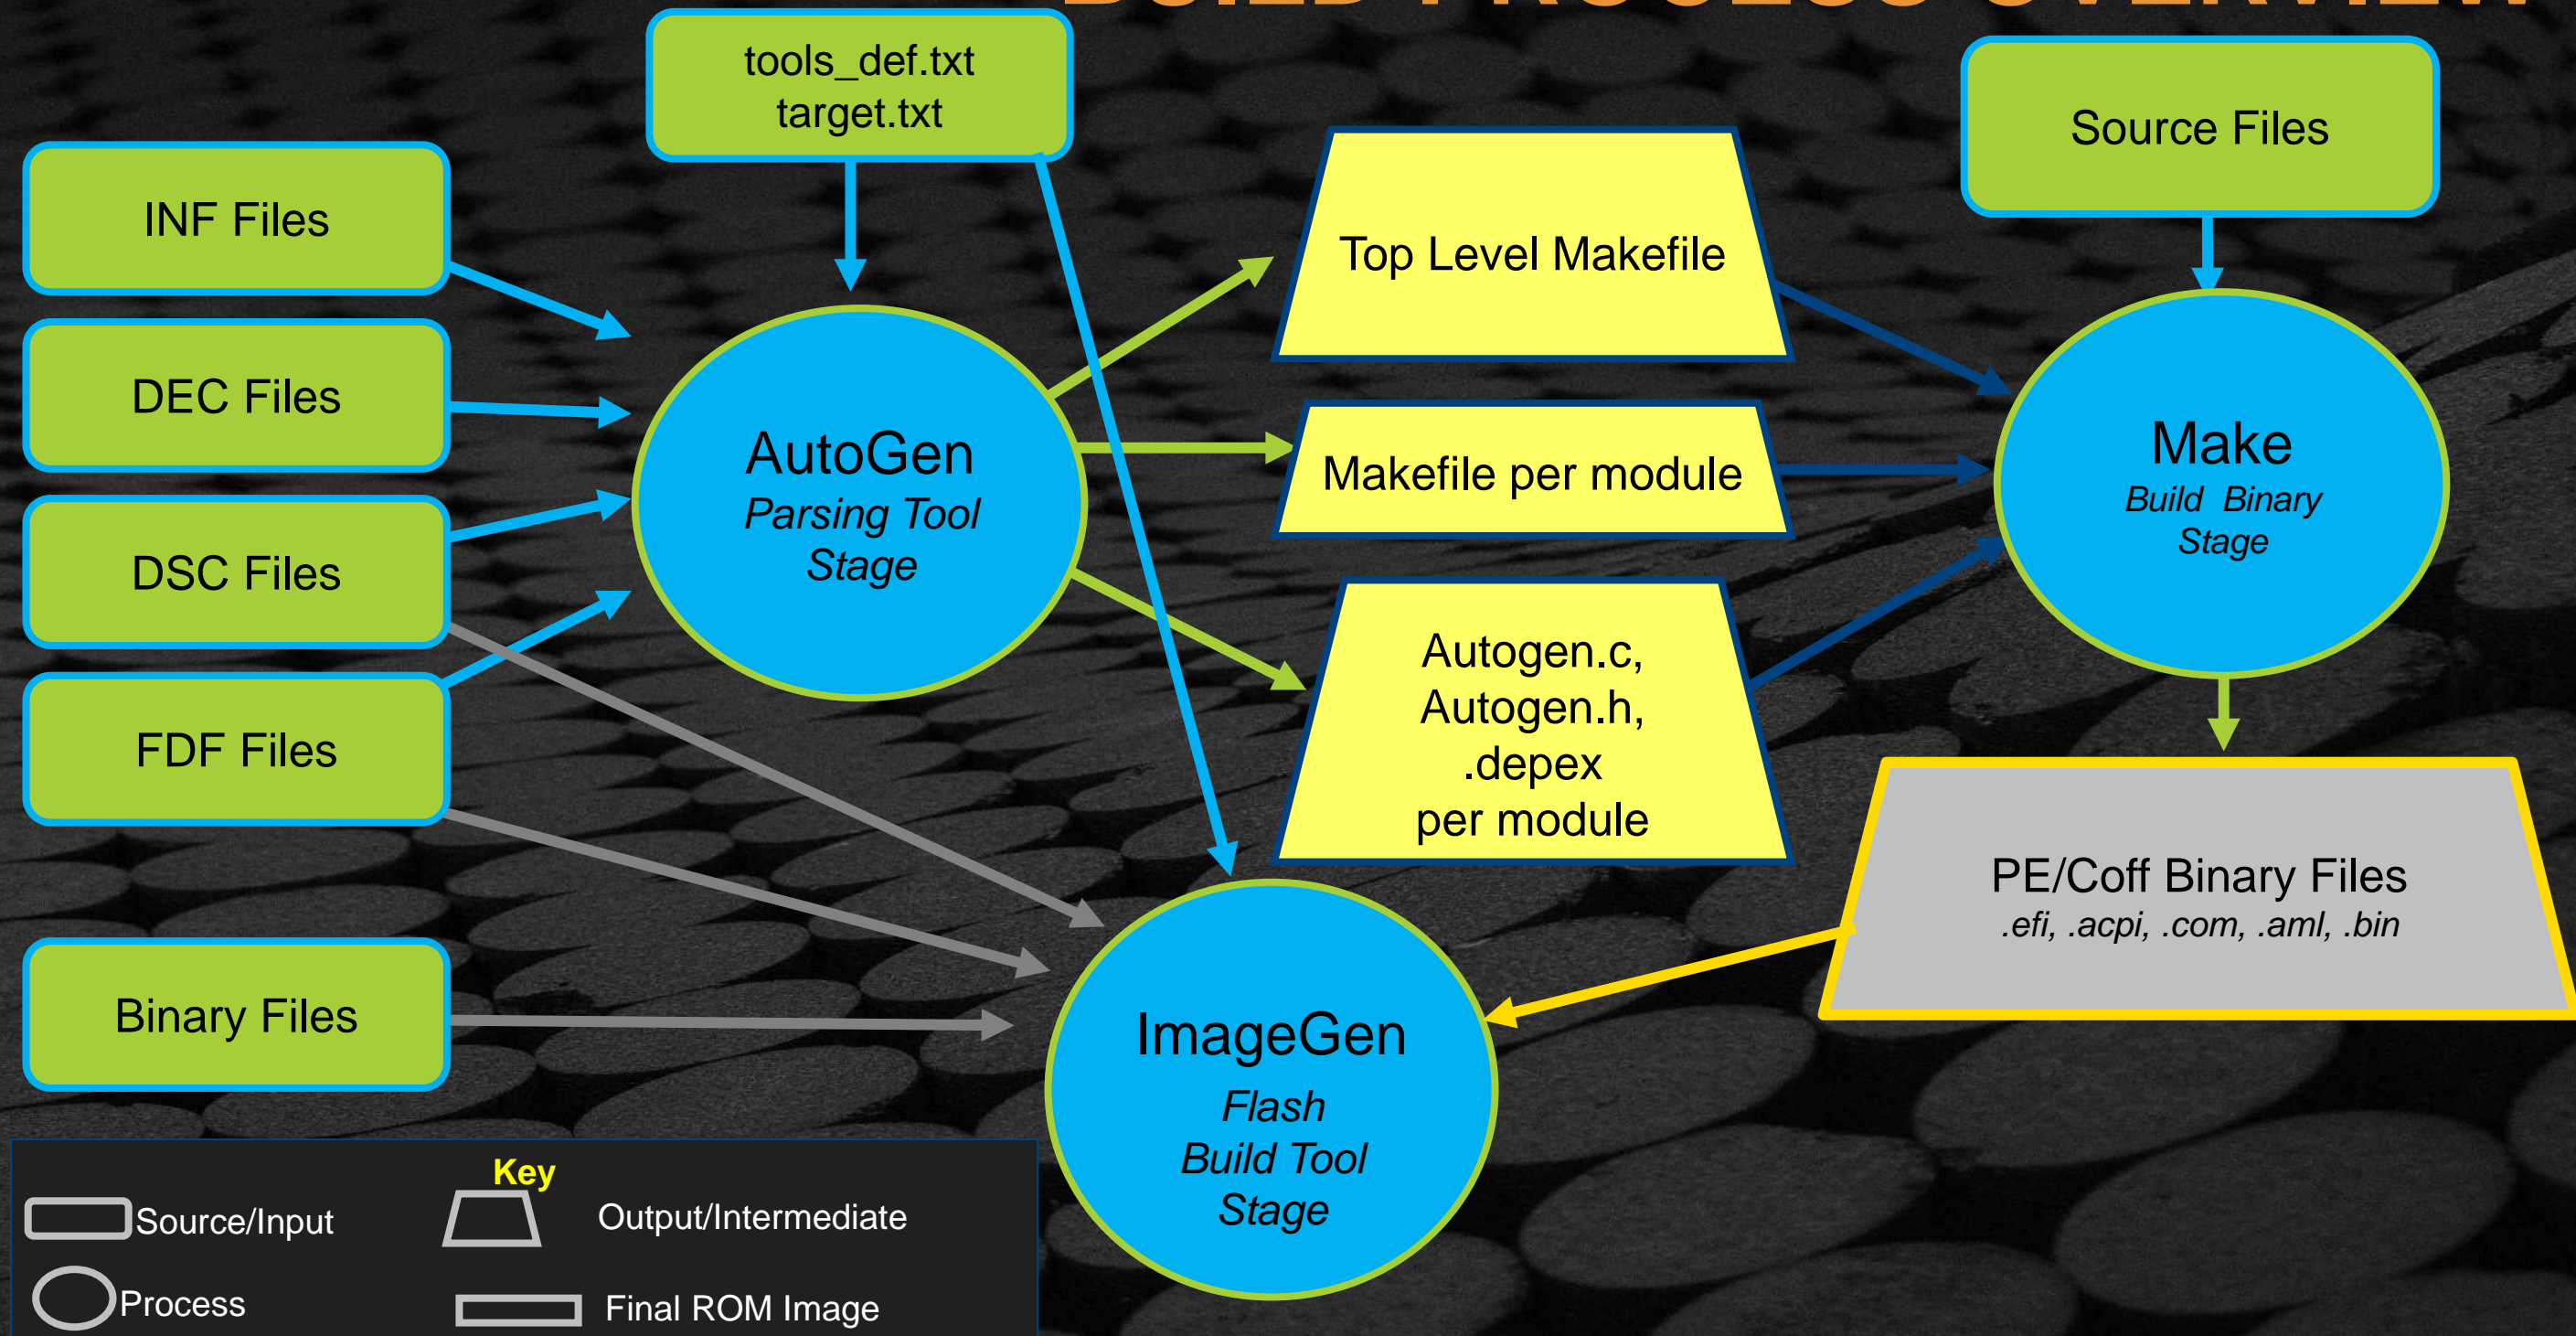 BUILD PROCESS OVERVIEW
tools_def.txt
target.txt
Source Files
INF Files
DEC Files
DSC Files
FDF Files
Binary Files
AutoGen
Parsing Tool
Stage
Top Level Makefile
Makefile per module
Autogen.c,
Autogen.h,
.depex
per module
Make
Build Binary
Stage
PE/Coff Binary Files
.efi, .acpi, .com, .aml, .bin
ImageGen
Flash
Build Tool
Stage
Key
Source/Input
Output/Intermediate
Process
Final ROM Image